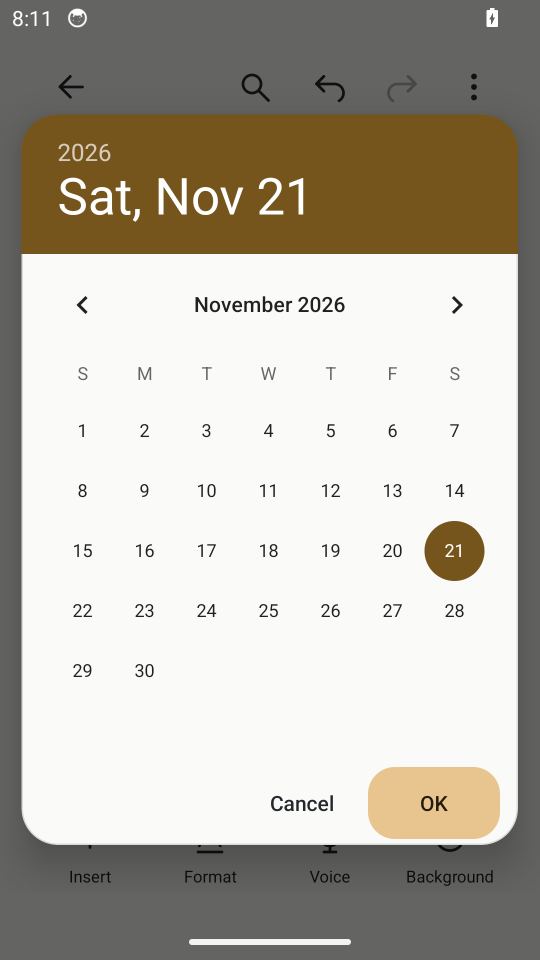 8:11
2026
Sat, Nov 21
November 2026
S M T W T F S
1 2 3 4 5 6 7
8 9 10 11 12 13 14
15 16 17 18 19 20 21
22 23 24 25 26 27 28
29 30
Cancel OK
Insert Format Voice Background